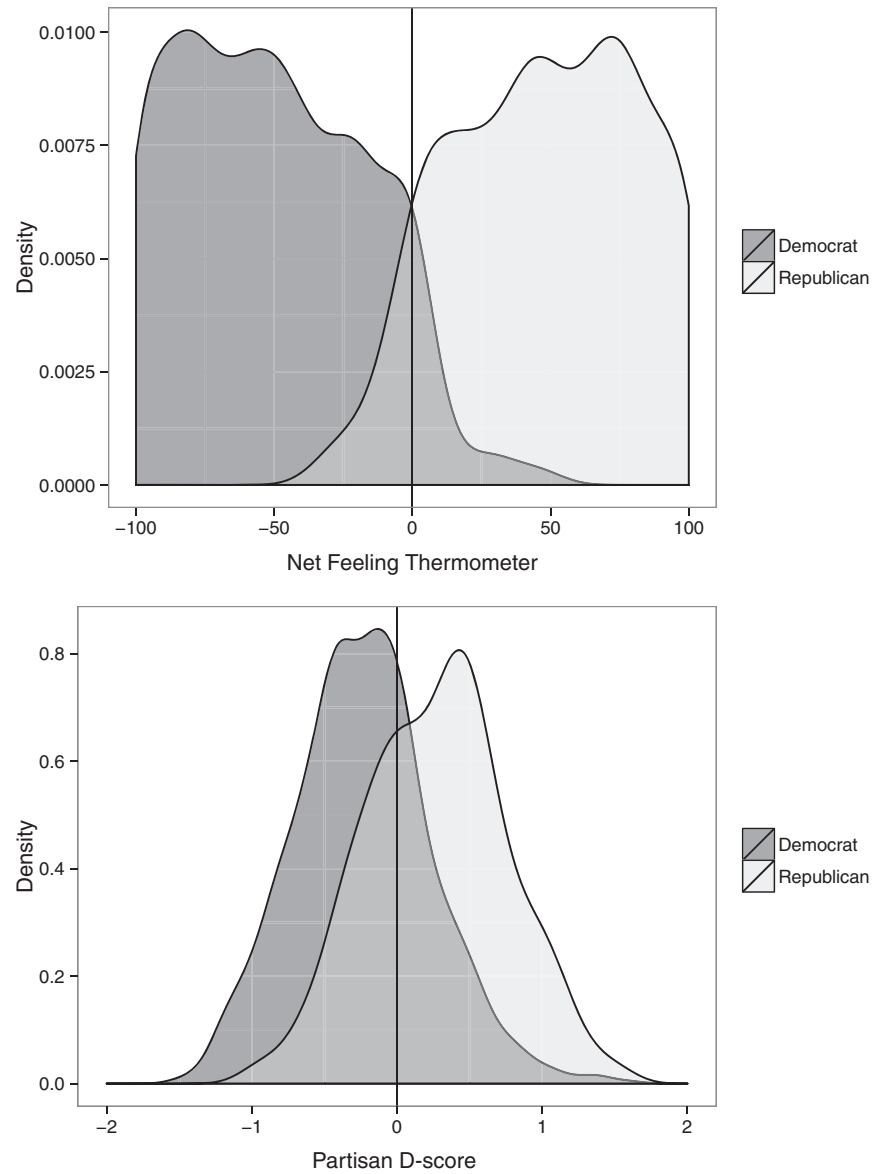 0.0100
0.0075
0.0050
0.0025
0.0000
Density
−100 −50 0 50 100
Net Feeling Thermometer
Democrat
Republican
0.8
0.6
0.4
0.2
0.0
Density
−2 −1 0 1 2
Partisan D-score
Democrat
Republican